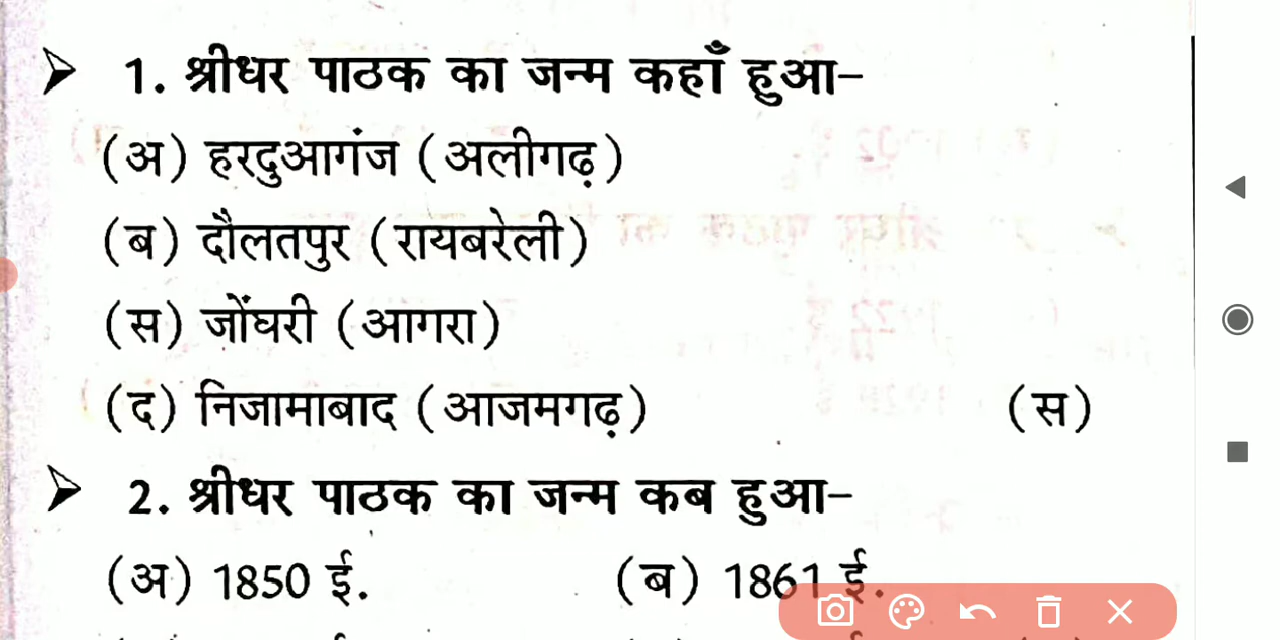 ➤ 1. श्रीधर पाठक का जन्म कहाँ हुआ–
(अ) हरदुआगंज (अलीगढ़)
(ब) दौलतपुर (रायबरेली)
(स) जोंघरी (आगरा)
(द) निजामाबाद (आजमगढ़) (स)
➤ 2. श्रीधर पाठक का जन्म कब हुआ–
(अ) 1850 ई. (ब) 1861 ई.